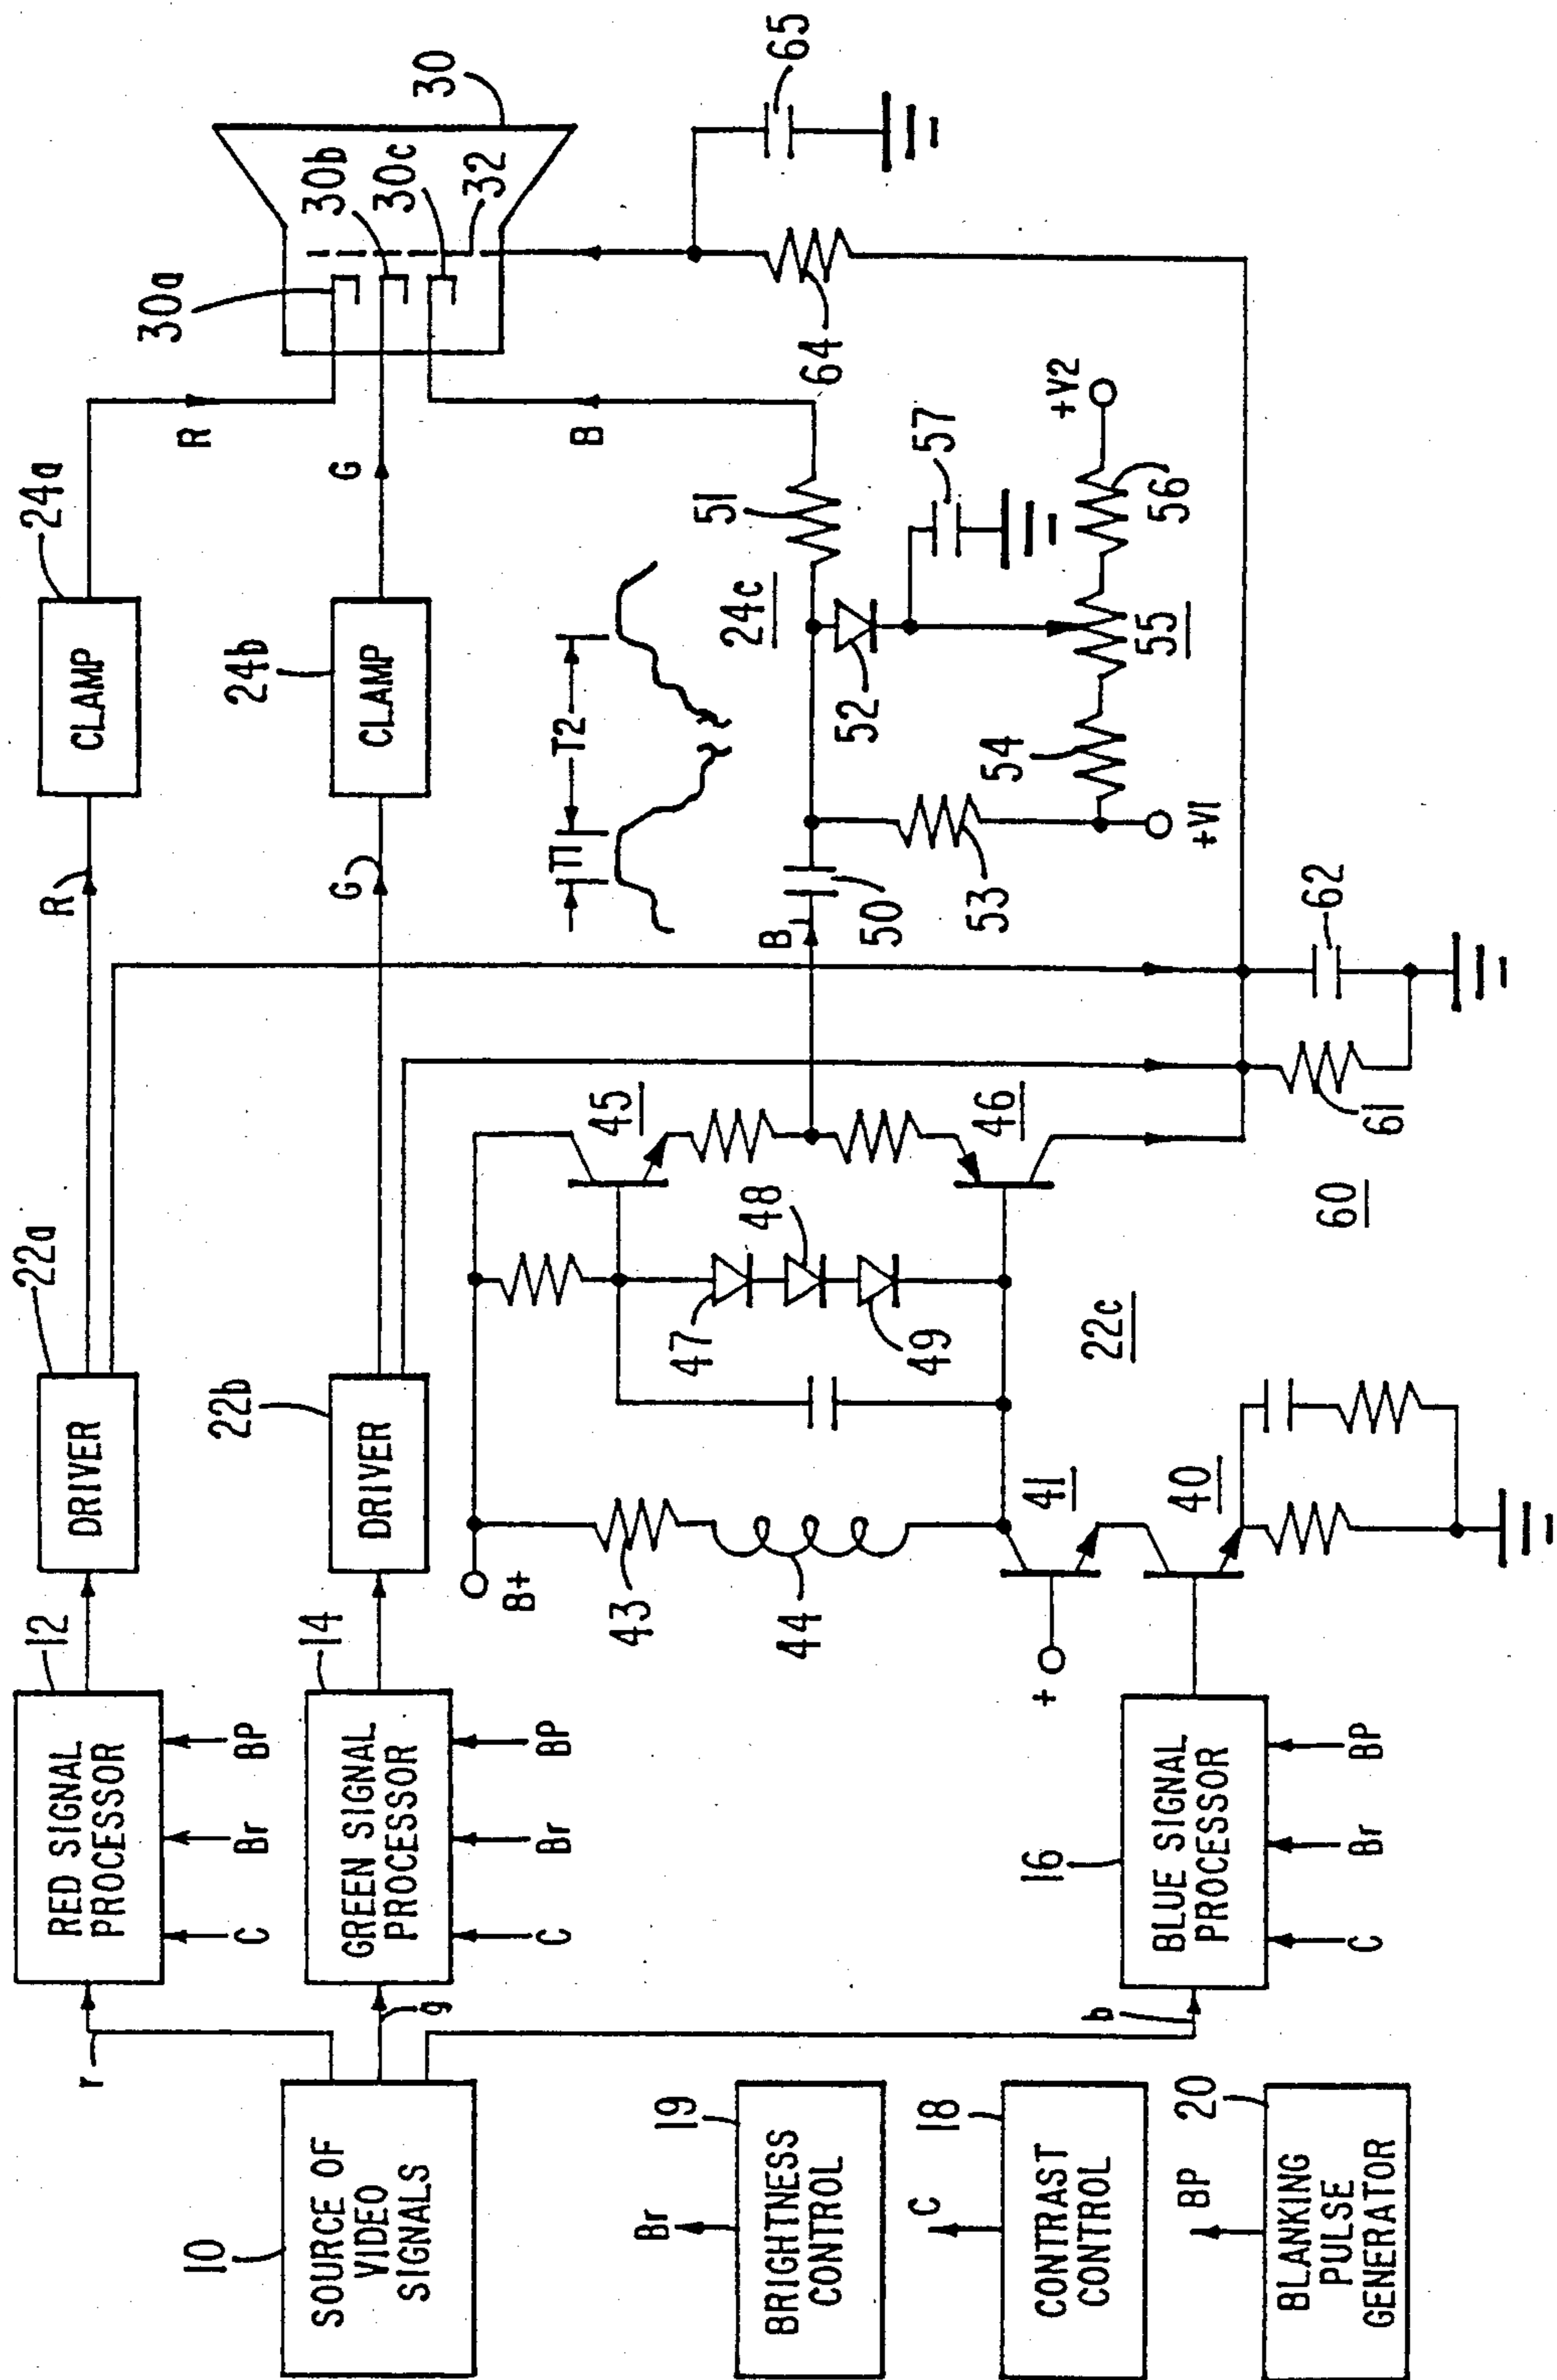 r
12
RED SIGNAL
PROCESSOR
C
Br
BP
22a
DRIVER
R
24a
CLAMP
R
30a
30b
30c
32
30
10
SOURCE OF
VIDEO
SIGNALS
g
14
GREEN SIGNAL
PROCESSOR
C
Br
BP
22b
DRIVER
G
24b
CLAMP
G
T1
T2
B
B+
43
44
47
48
49
45
46
B
50
24c
51
52
57
53
54
55
56
+V1
+V2
64
65
19
Br
BRIGHTNESS
CONTROL
18
C
CONTRAST
CONTROL
20
BP
BLANKING
PULSE
GENERATOR
b
16
BLUE SIGNAL
PROCESSOR
C
Br
BP
+
41
40
22c
60
61
62